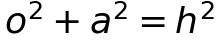 o² + a² = h²